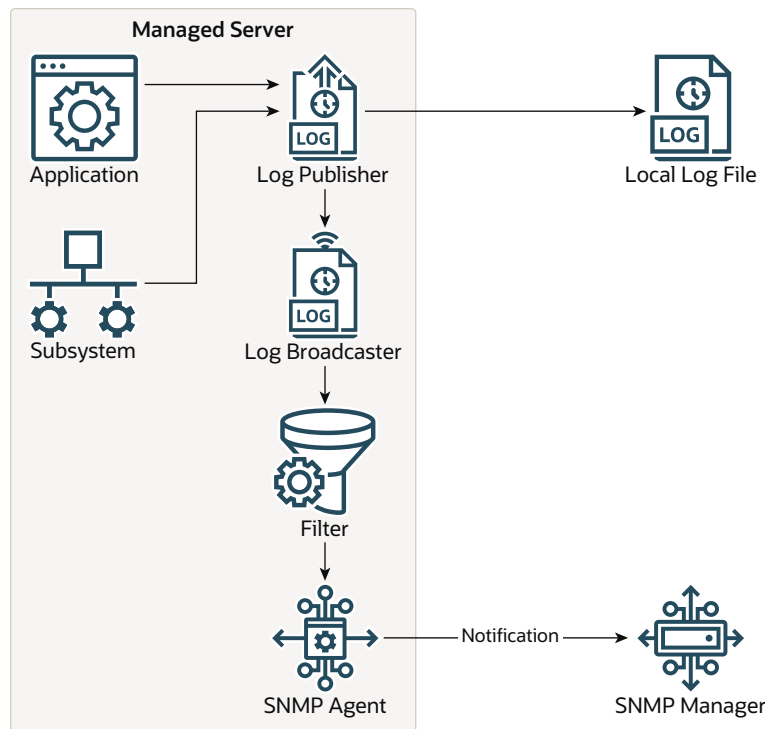 Managed Server
LOG
LOG
Application
Log Publisher
Local Log File
LOG
Subsystem
Log Broadcaster
Filter
Notification
SNMP Agent
SNMP Manager